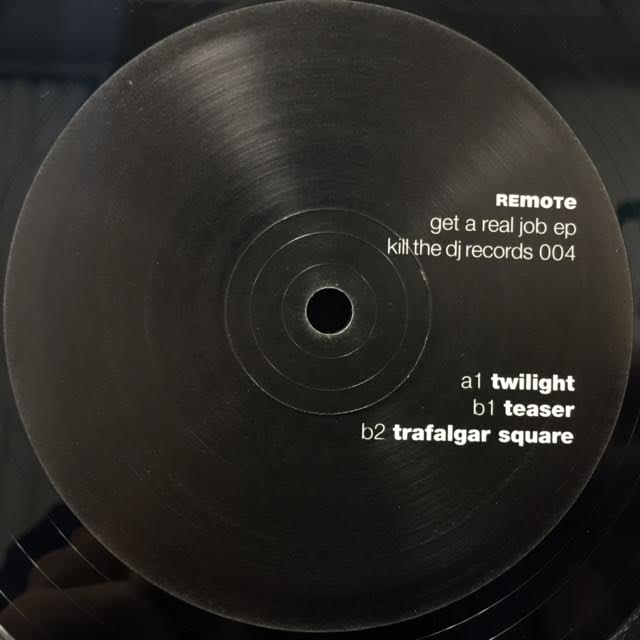 REmoTe
get a real job ep
kill the dj records 004
a1 twilight
b1 teaser
b2 trafalgar square